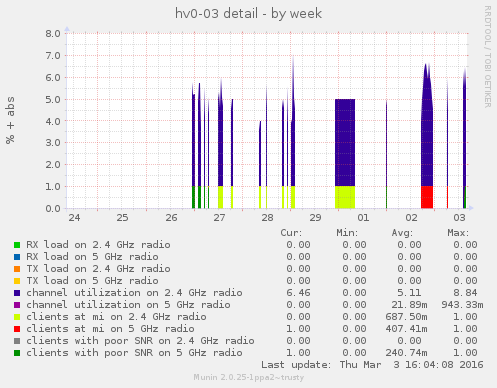 hv0-03 detail - by week
RRDTOOL / TOBI OETIKER
% + abs
8.0
7.0
6.0
5.0
4.0
3.0
2.0
1.0
0.0
24 25 26 27 28 29 01 02 03
Cur: Min: Avg: Max:
RX load on 2.4 GHz radio 0.00 0.00 0.00 0.00
RX load on 5 GHz radio 0.00 0.00 0.00 0.00
TX load on 2.4 GHz radio 0.00 0.00 0.00 0.00
TX load on 5 GHz radio 0.00 0.00 0.00 0.00
channel utilization on 2.4 GHz radio 6.46 0.00 5.11 8.84
channel utilization on 5 GHz radio 0.00 0.00 21.89m 943.33m
clients at mi on 2.4 GHz radio 0.00 0.00 687.50m 1.00
clients at mi on 5 GHz radio 1.00 0.00 407.41m 1.00
clients with poor SNR on 2.4 GHz radio 0.00 0.00 0.00 0.00
clients with poor SNR on 5 GHz radio 1.00 0.00 240.74m 1.00
Last update: Thu Mar 3 16:04:08 2016
Munin 2.0.25-1ppa2~trusty